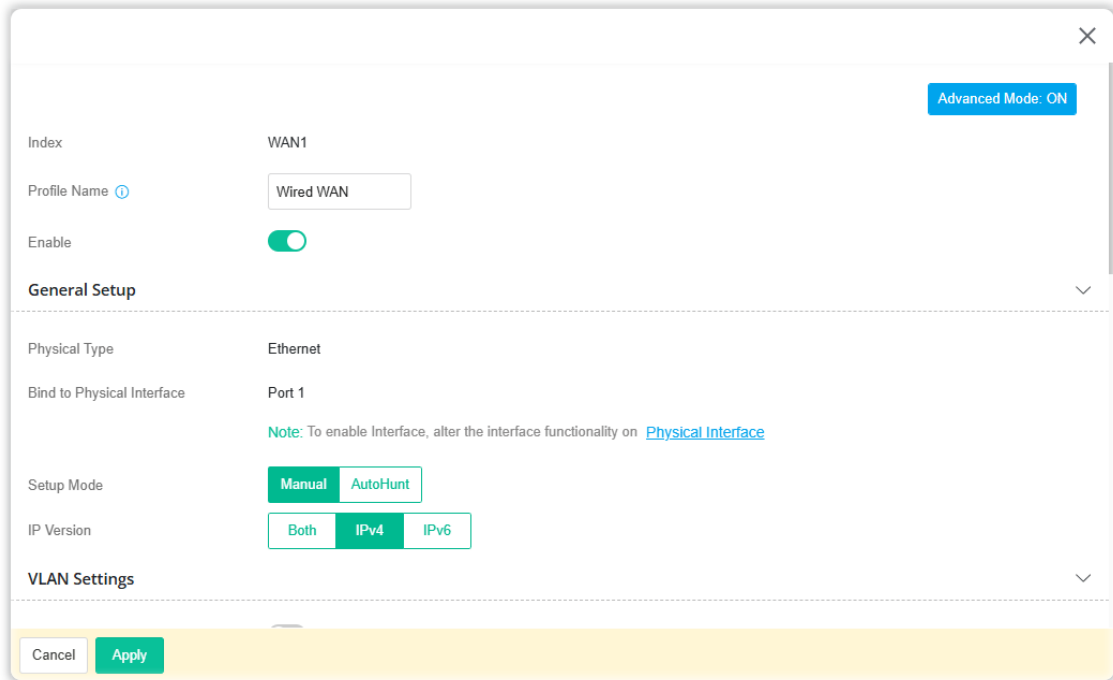 Advanced Mode: ON
Index WAN1
Profile Name Wired WAN
Enable
General Setup
Physical Type Ethernet
Bind to Physical Interface Port 1
Note: To enable Interface, alter the interface functionality on Physical Interface
Setup Mode Manual AutoHunt
IP Version Both IPv4 IPv6
VLAN Settings
Cancel Apply